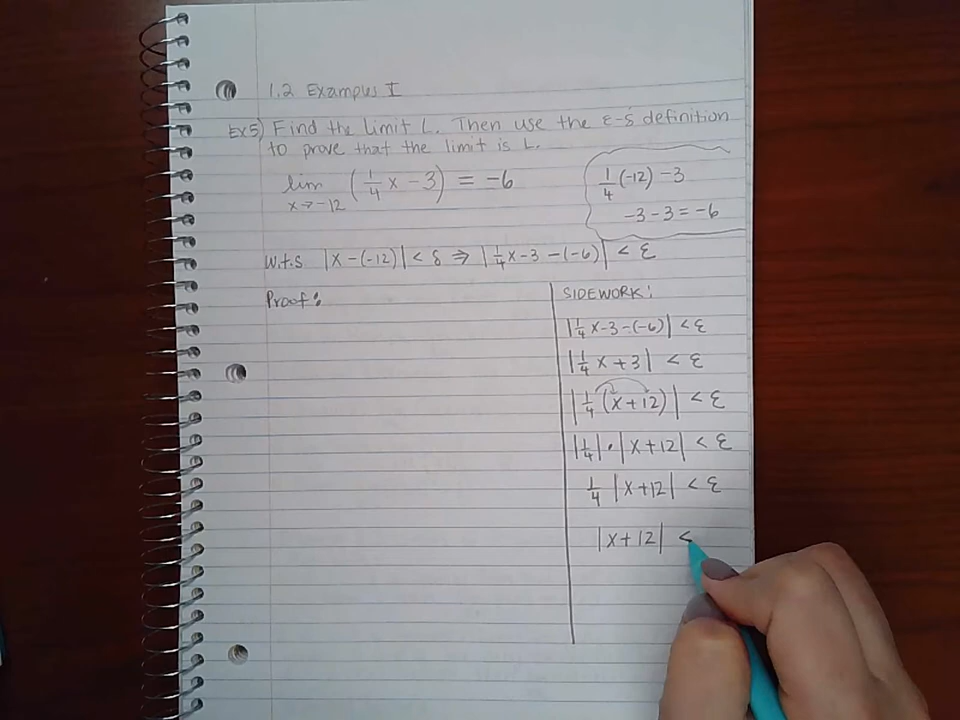 1.2 Examples I
Ex5) Find the limit L. Then use the ε-δ definition
to prove that the limit is L.
lim x→-12 (1/4 x - 3) = -6
1/4 (-12) - 3
-3 - 3 = -6
W.t.s |x-(-12)| < δ ⇒ |1/4 x - 3 - (-6)| < ε
Proof:
SIDEWORK:
|1/4 x - 3 - (-6)| < ε
|1/4 x + 3| < ε
|1/4 (x + 12)| < ε
|1/4| • |x + 12| < ε
1/4 |x + 12| < ε
|x + 12| <